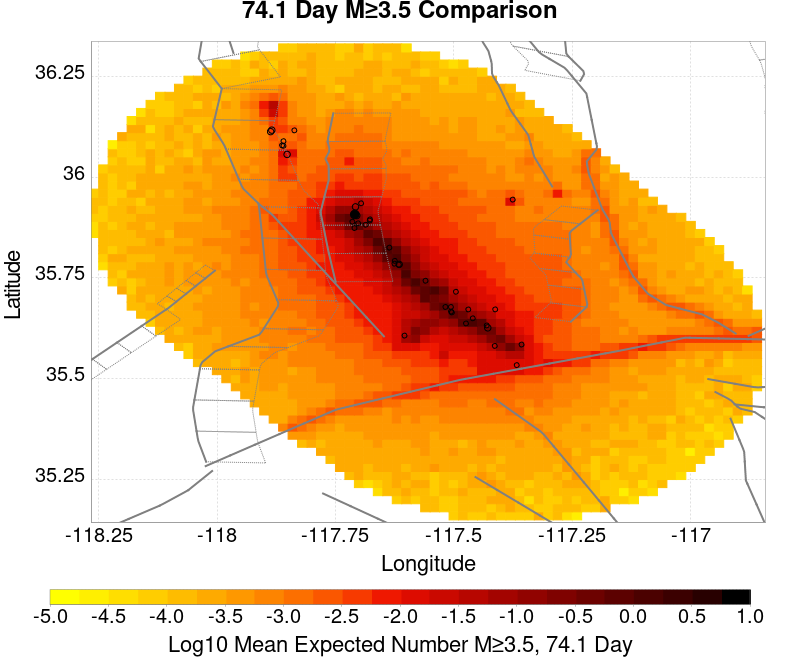 74.1 Day M≥3.5 Comparison
36.25
36
35.75
35.5
35.25
Latitude
-118.25 -118 -117.75 -117.5 -117.25 -117
Longitude
-5.0 -4.5 -4.0 -3.5 -3.0 -2.5 -2.0 -1.5 -1.0 -0.5 0.0 0.5 1.0
Log10 Mean Expected Number M≥3.5, 74.1 Day